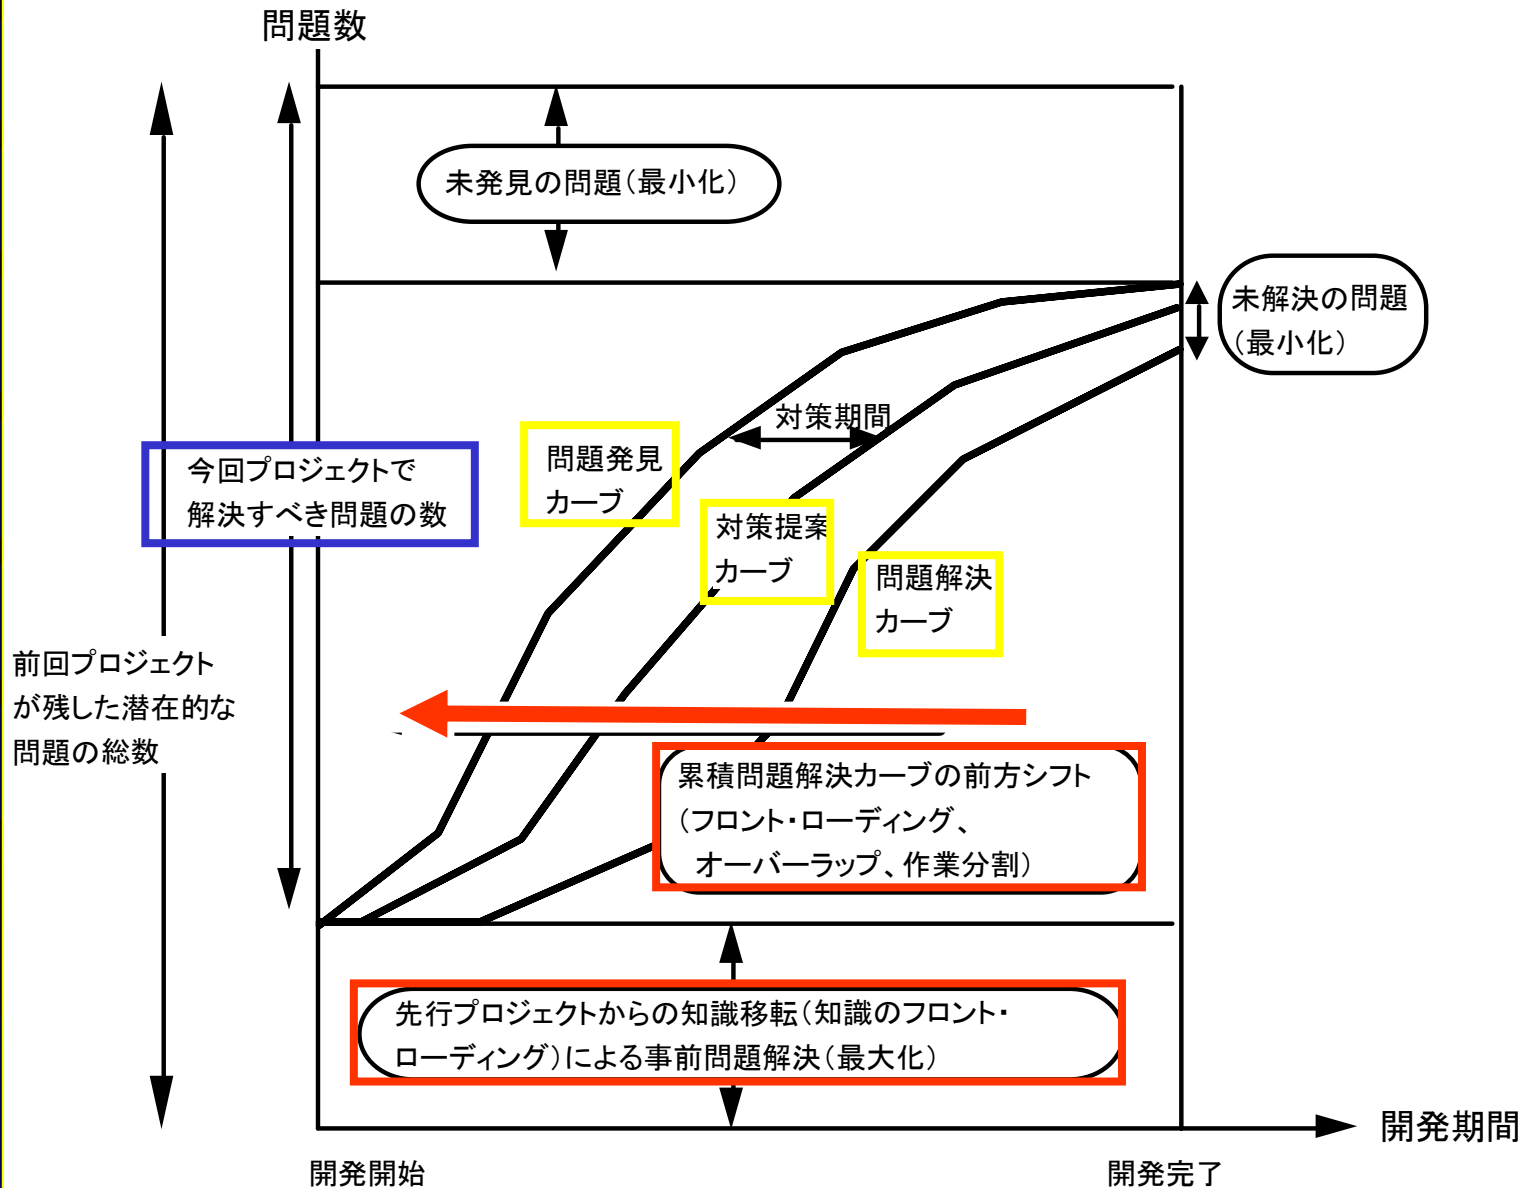 問題数
未発見の問題(最小化)
未解決の問題
(最小化)
対策期間
問題発見
カーブ
今回プロジェクトで
解決すべき問題の数
対策提案
カーブ
問題解決
カーブ
前回プロジェクト
が残した潜在的な
問題の総数
累積問題解決カーブの前方シフト
(フロント・ローディング、
オーバーラップ、作業分割)
先行プロジェクトからの知識移転(知識のフロント・
ローディング)による事前問題解決(最大化)
開発期間
開発開始
開発完了